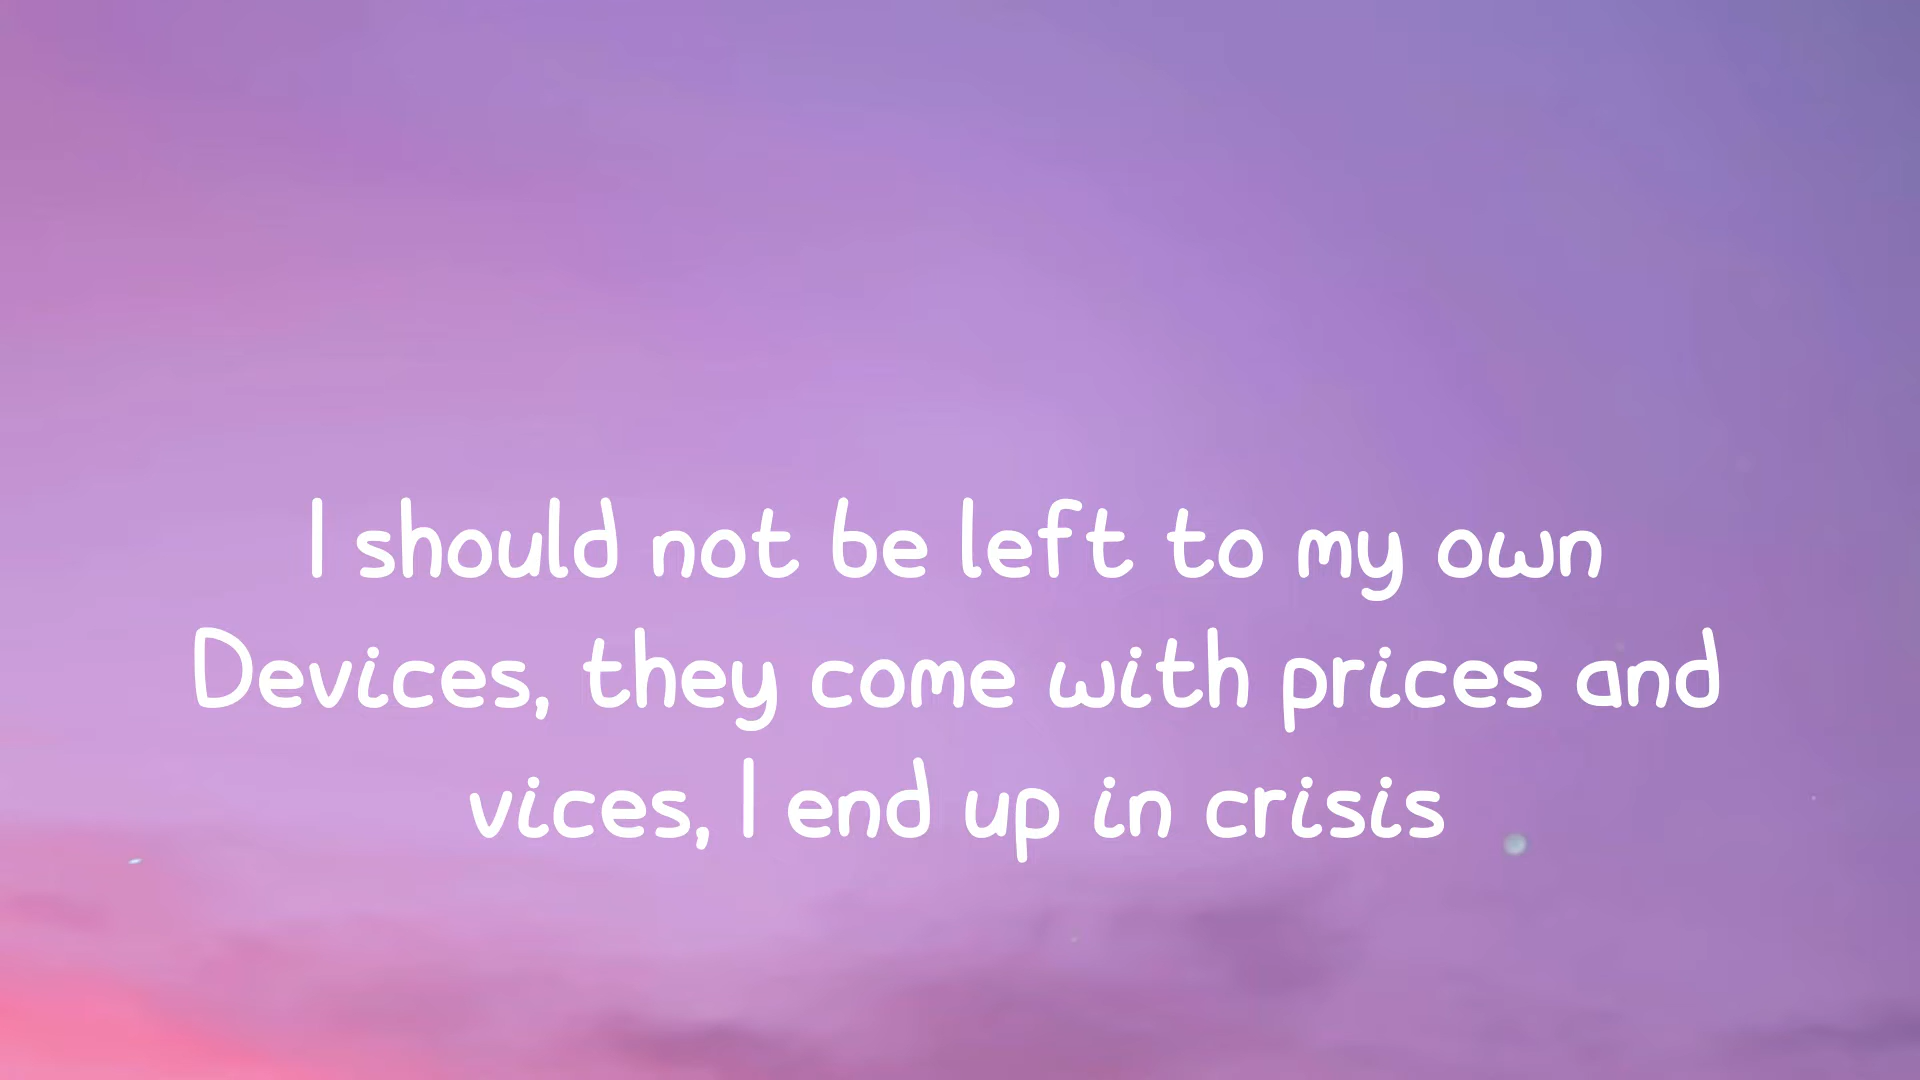 I should not be left to my own
Devices, they come with prices and
vices, I end up in crisis